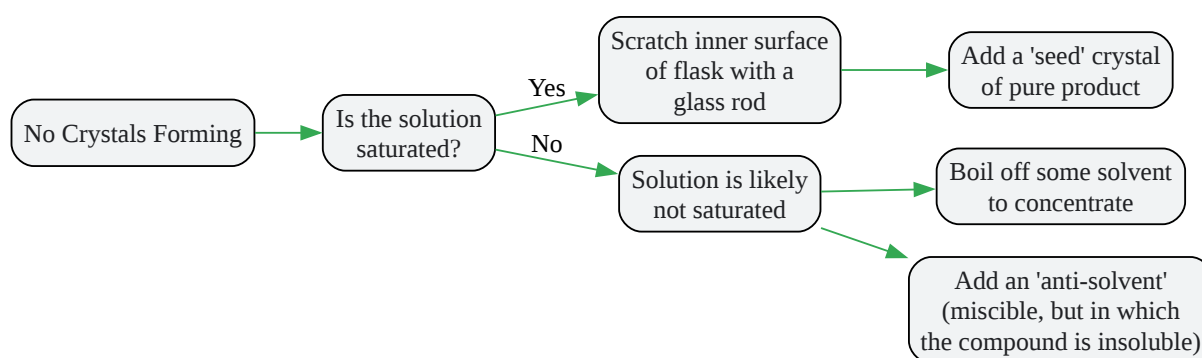 No Crystals Forming
Is the solution
saturated?
Yes
No
Scratch inner surface
of flask with a
glass rod
Add a 'seed' crystal
of pure product
Solution is likely
not saturated
Boil off some solvent
to concentrate
Add an 'anti-solvent'
(miscible, but in which
the compound is insoluble)